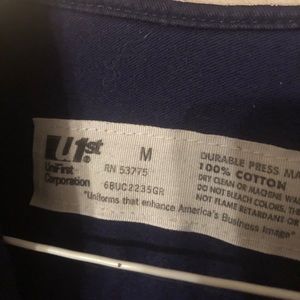 U1st®
UniFirst
Corporation
M
RN 53775
6BUC2235GR
DURABLE PRESS MA
100% COTTON
DRY CLEAN OR MACHINE WA
DO NOT BLEACH COLORS, TH
NOT FLAME RETARDANT OR
"Uniforms that enhance America's Business Image"